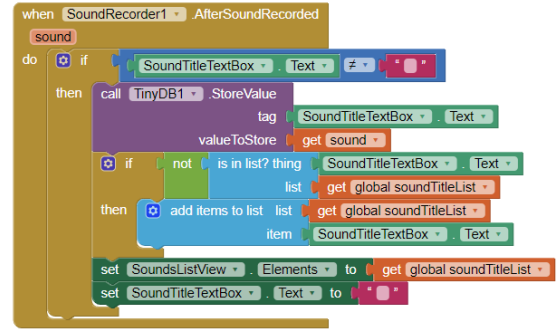 when SoundRecorder1 .AfterSoundRecorded
sound
do if SoundTitleTextBox . Text ≠ " "
then call TinyDB1 .StoreValue
tag SoundTitleTextBox . Text
valueToStore get sound
if not is in list? thing SoundTitleTextBox . Text
list get global soundTitleList
then add items to list list get global soundTitleList
item SoundTitleTextBox . Text
set SoundsListView . Elements to get global soundTitleList
set SoundTitleTextBox . Text to " "